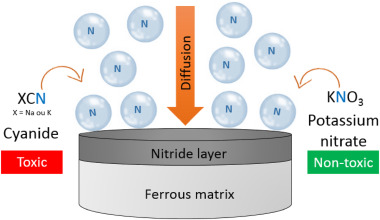 N
N
N
N
N
N
N
N
N
N
Diffusion
XCN
X = Na ou K
Cyanide
Toxic
KNO₃
Potassium
nitrate
Non-toxic
Nitride layer
Ferrous matrix